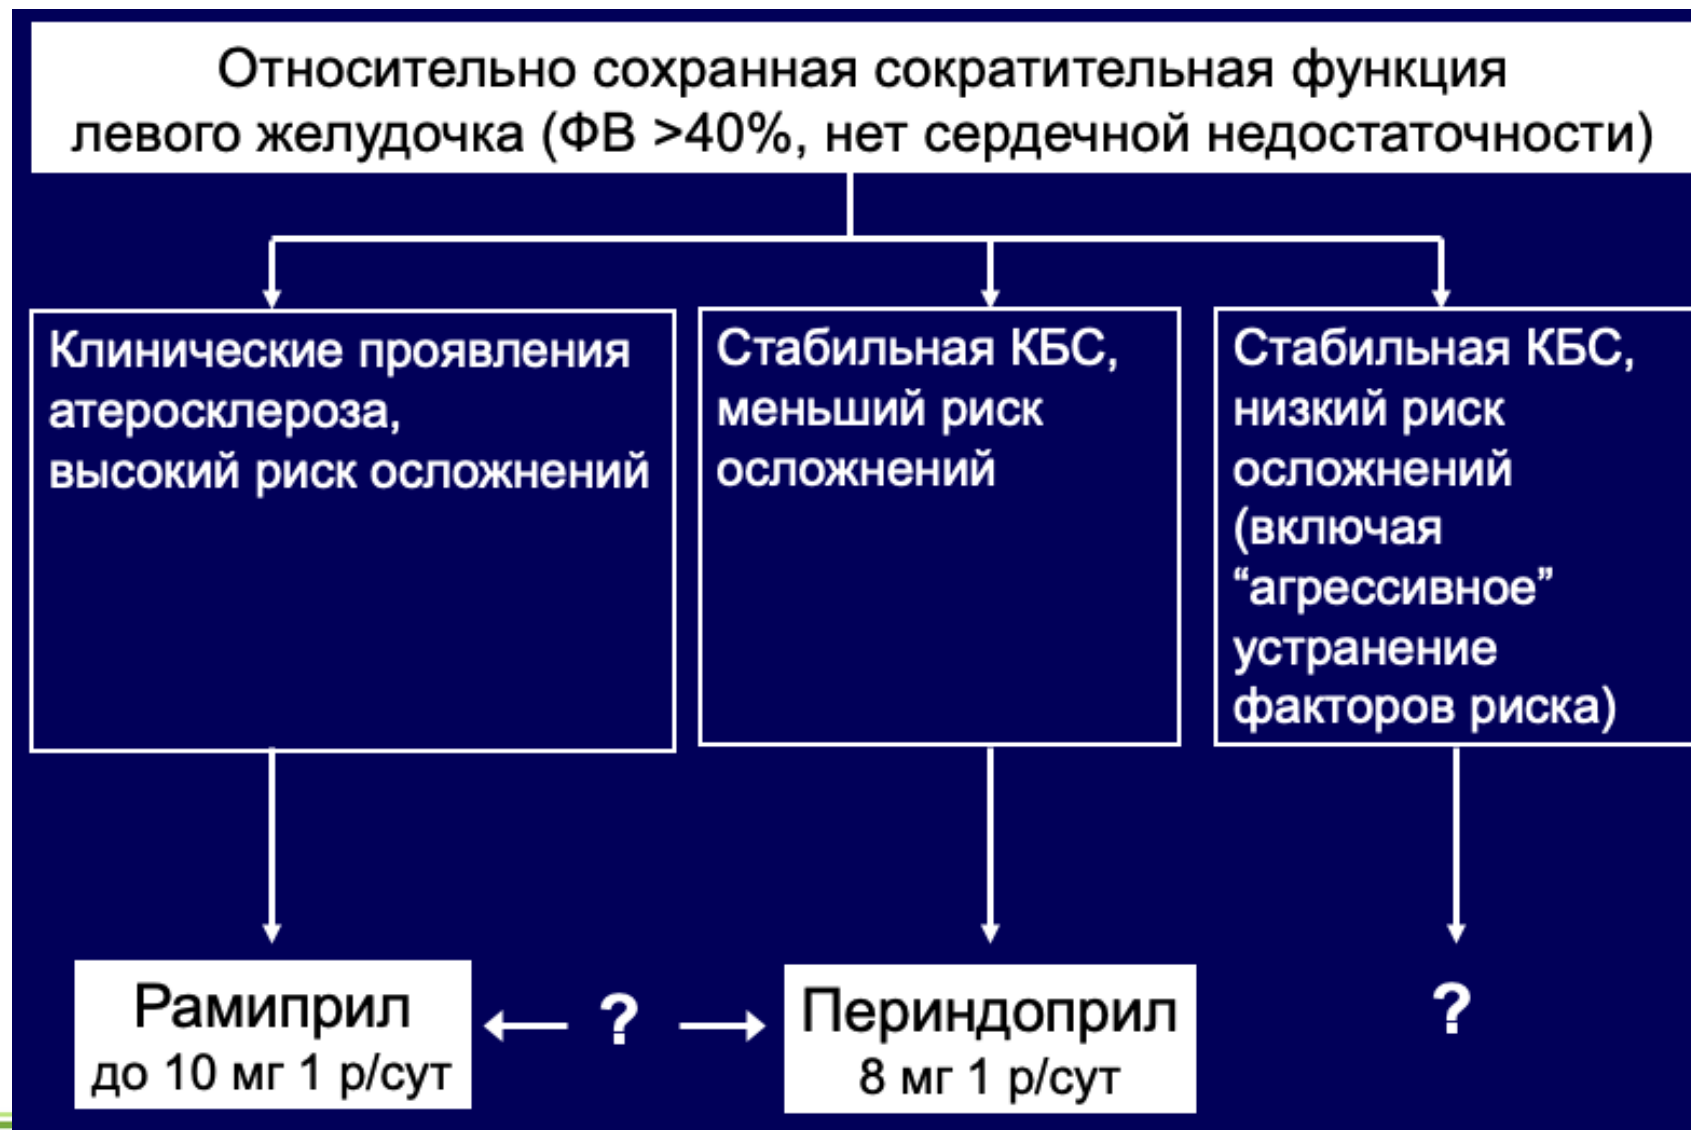 Относительно сохранная сократительная функция
левого желудочка (ФВ >40%, нет сердечной недостаточности)
Клинические проявления
атеросклероза,
высокий риск осложнений
Стабильная КБС,
меньший риск
осложнений
Стабильная КБС,
низкий риск
осложнений
(включая
“агрессивное”
устранение
факторов риска)
Рамиприл
до 10 мг 1 р/сут
?
Периндоприл
8 мг 1 р/сут
?